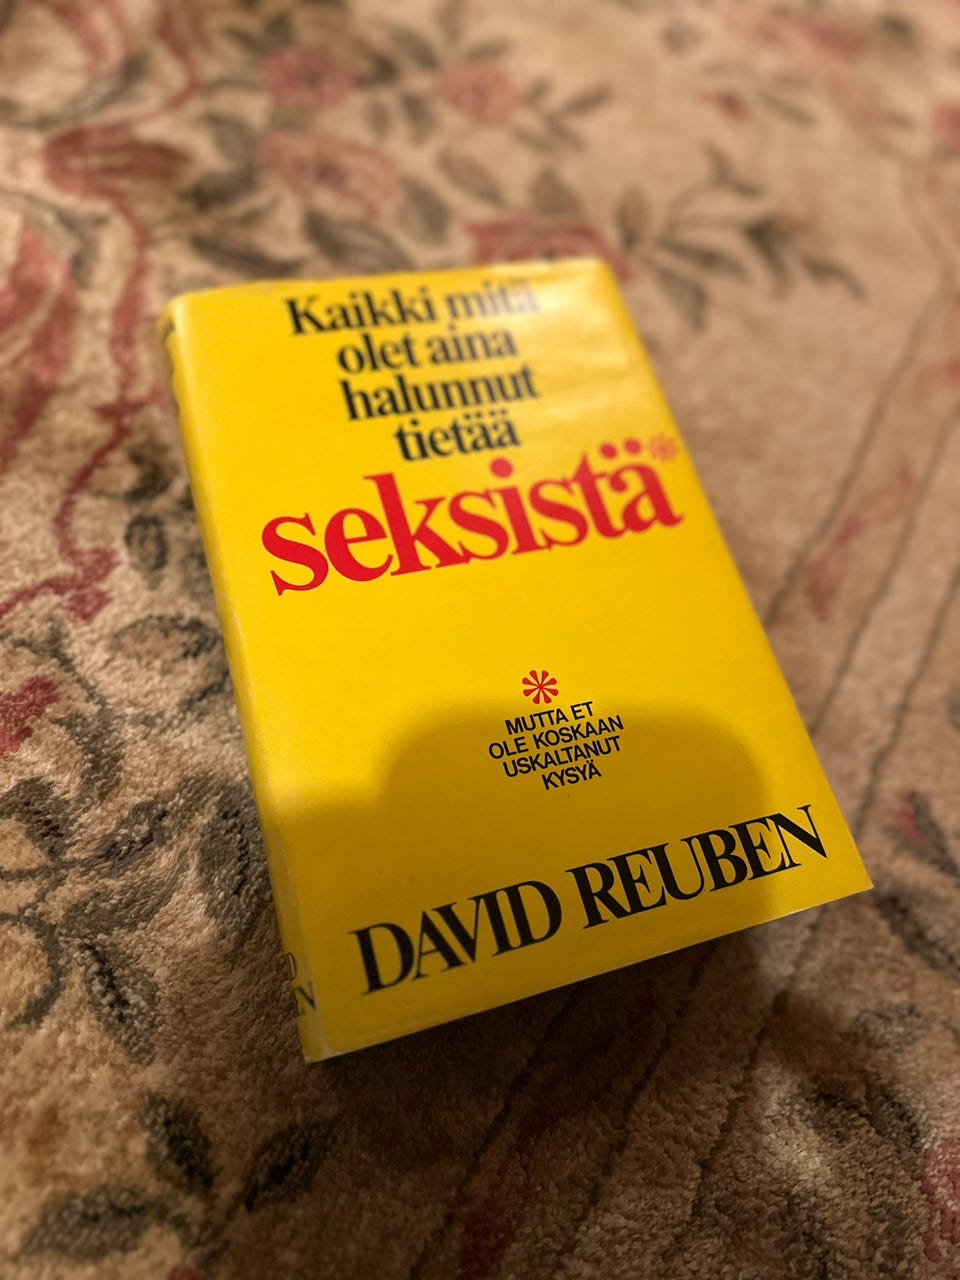 Kaikki mitä
olet aina
halunnut
tietää
seksistä*
*
MUTTA ET
OLE KOSKAAN
USKALTANUT
KYSYÄ
DAVID REUBEN